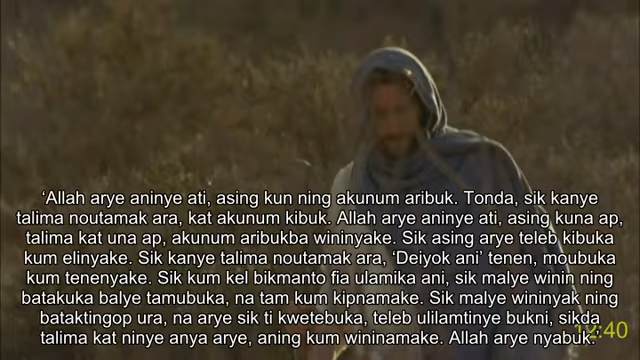 ‘Allah arye aninye ati, asing kun ning akunum aribuk. Tonda, sik kanye
talima noutamak ara, kat akunum kibuk. Allah arye aninye ati, asing kuna ap,
talima kat una ap, akunum aribukba wininyake. Sik asing arye teleb kibuka
kum elinyake. Sik kanye talima noutamak ara, ‘Deiyok ani’ tenen, moubuka
kum tenenyake. Sik kum kel bikmanto fia ulamika ani, sik malye winim ning
batakuka balye tamubuka, na tam kum kipnamake. Sik malye wininyak ning
bataktingop ura, na arye sik ti kwetebuka, teleb ulilamtinye bukni, sikda
talima kat ninye anya arye, aning kum wininamake. Allah arye nyabuk.’
12:40